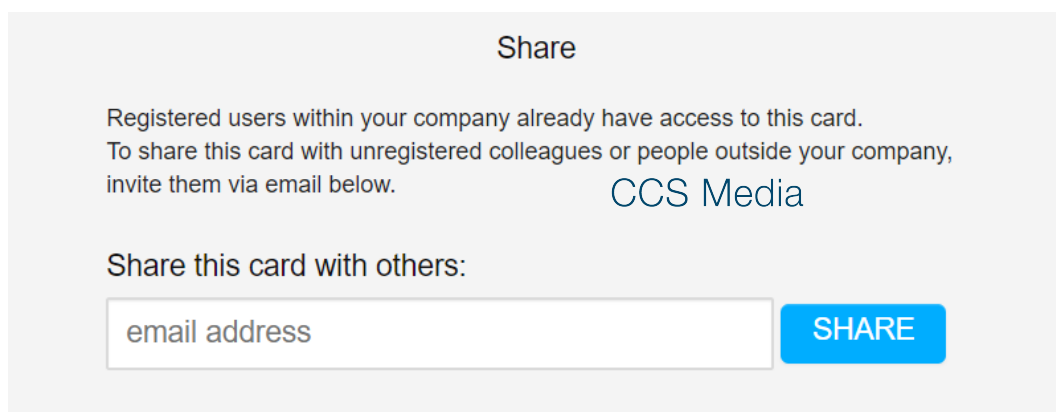 Share
Registered users within your company already have access to this card.
To share this card with unregistered colleagues or people outside your company,
invite them via email below.
CCS Media
Share this card with others:
email address
SHARE